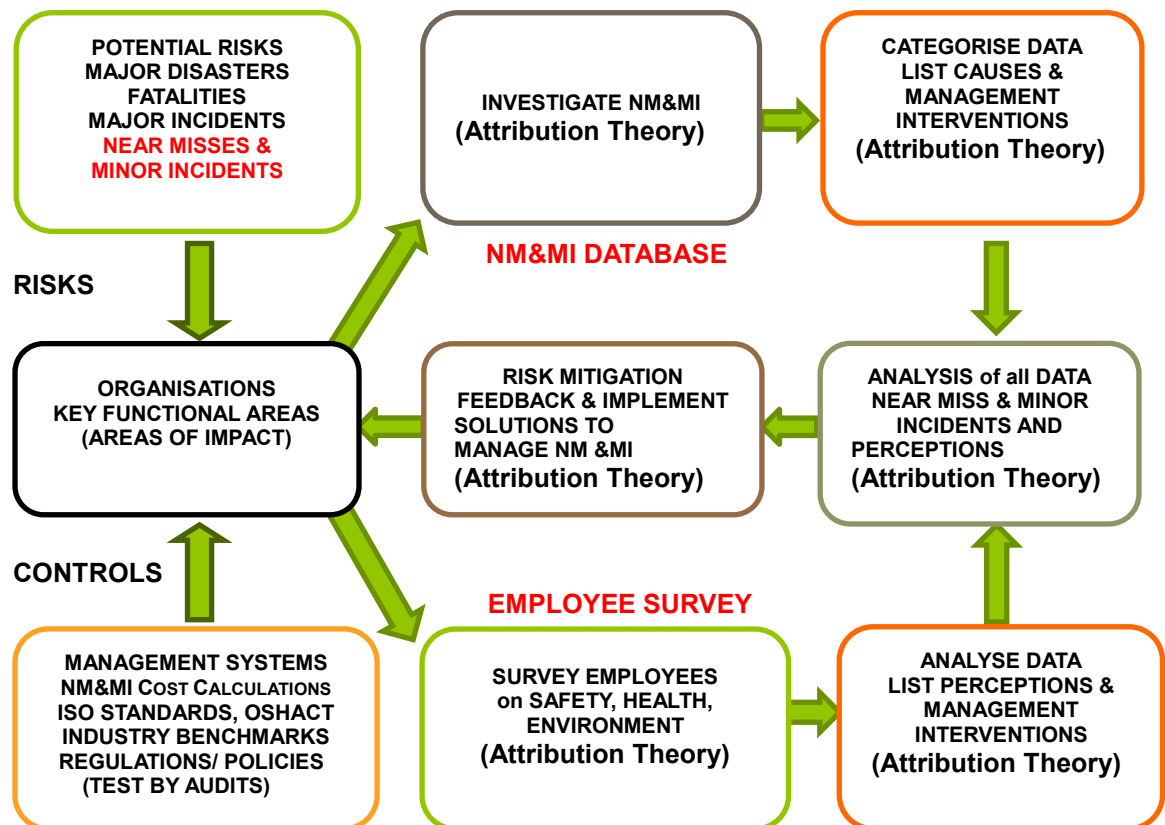 POTENTIAL RISKS
MAJOR DISASTERS
FATALITIES
MAJOR INCIDENTS
NEAR MISSES &
MINOR INCIDENTS
INVESTIGATE NM&MI
(Attribution Theory)
CATEGORISE DATA
LIST CAUSES &
MANAGEMENT
INTERVENTIONS
(Attribution Theory)
RISKS
NM&MI DATABASE
ORGANISATIONS
KEY FUNCTIONAL AREAS
(AREAS OF IMPACT)
RISK MITIGATION
FEEDBACK & IMPLEMENT
SOLUTIONS TO
MANAGE NM &MI
(Attribution Theory)
ANALYSIS of all DATA
NEAR MISS & MINOR
INCIDENTS AND
PERCEPTIONS
(Attribution Theory)
CONTROLS
EMPLOYEE SURVEY
MANAGEMENT SYSTEMS
NM&MI COST CALCULATIONS
ISO STANDARDS, OSHACT
INDUSTRY BENCHMARKS
REGULATIONS/ POLICIES
(TEST BY AUDITS)
SURVEY EMPLOYEES
on SAFETY, HEALTH,
ENVIRONMENT
(Attribution Theory)
ANALYSE DATA
LIST PERCEPTIONS &
MANAGEMENT
INTERVENTIONS
(Attribution Theory)